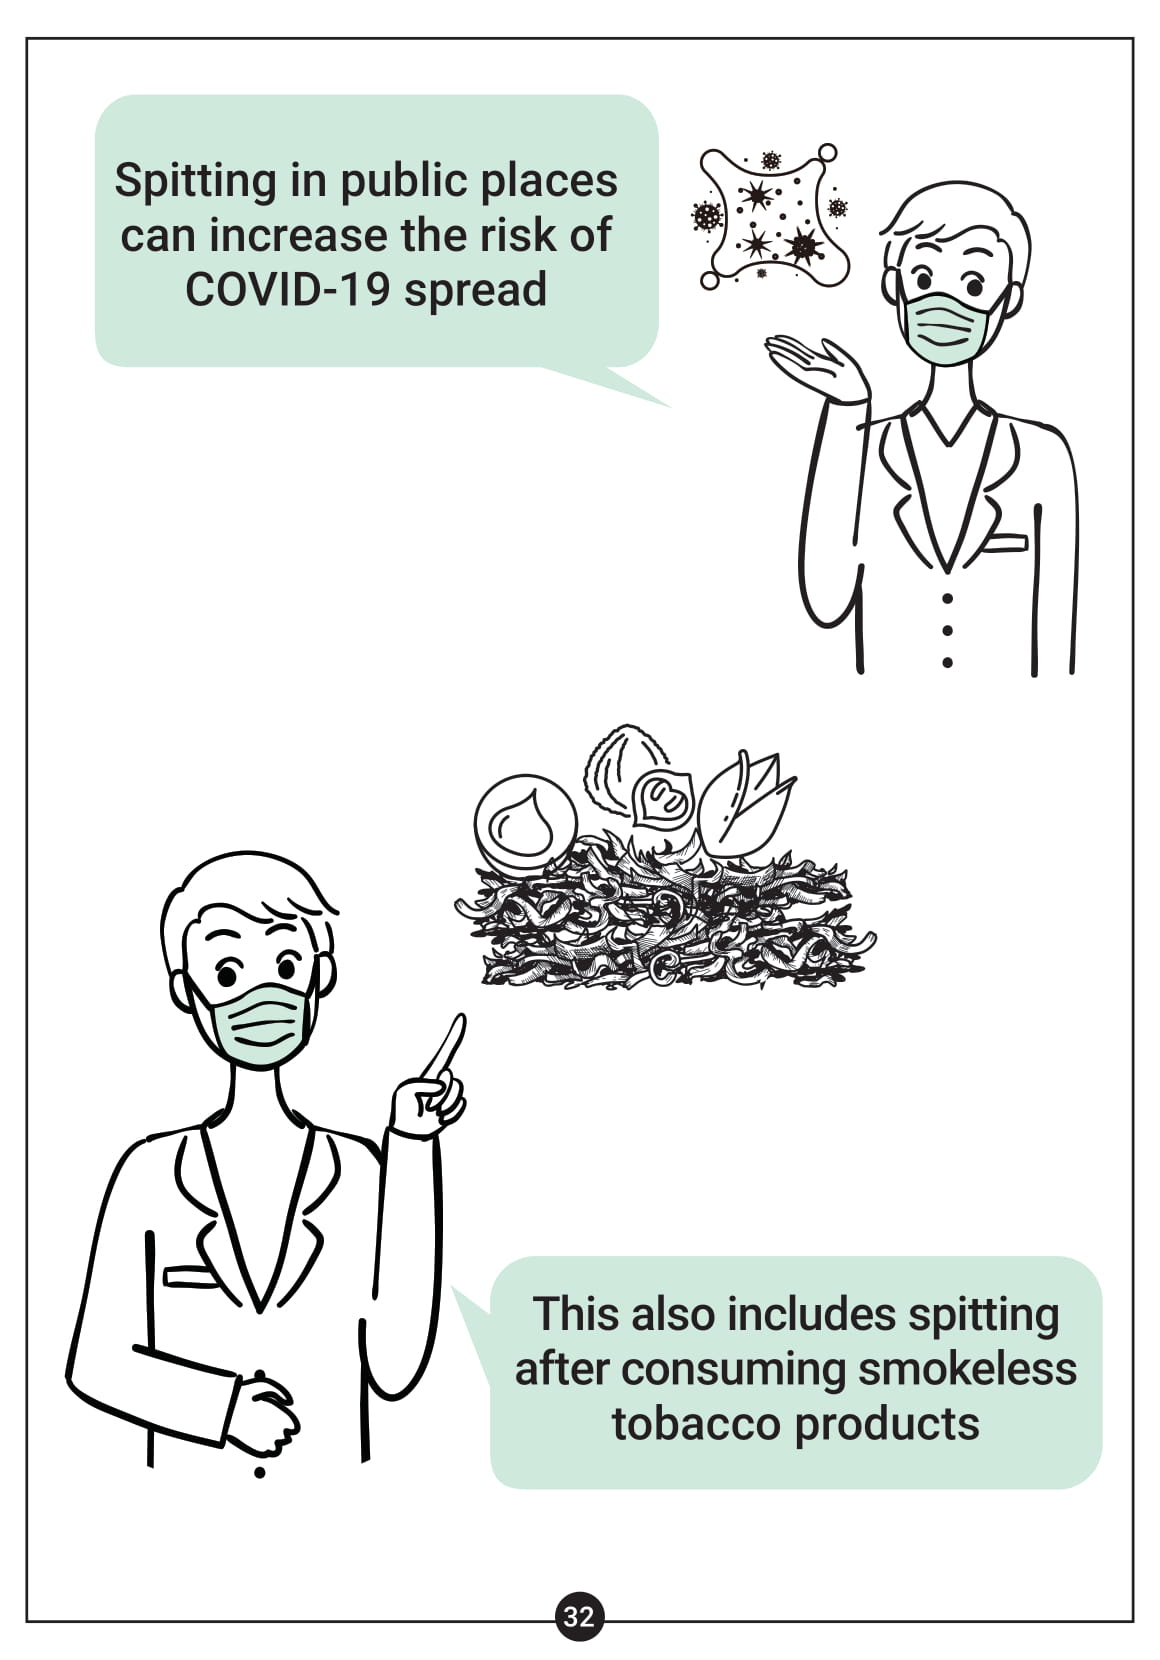 Spitting in public places
can increase the risk of
COVID-19 spread
This also includes spitting
after consuming smokeless
tobacco products
32